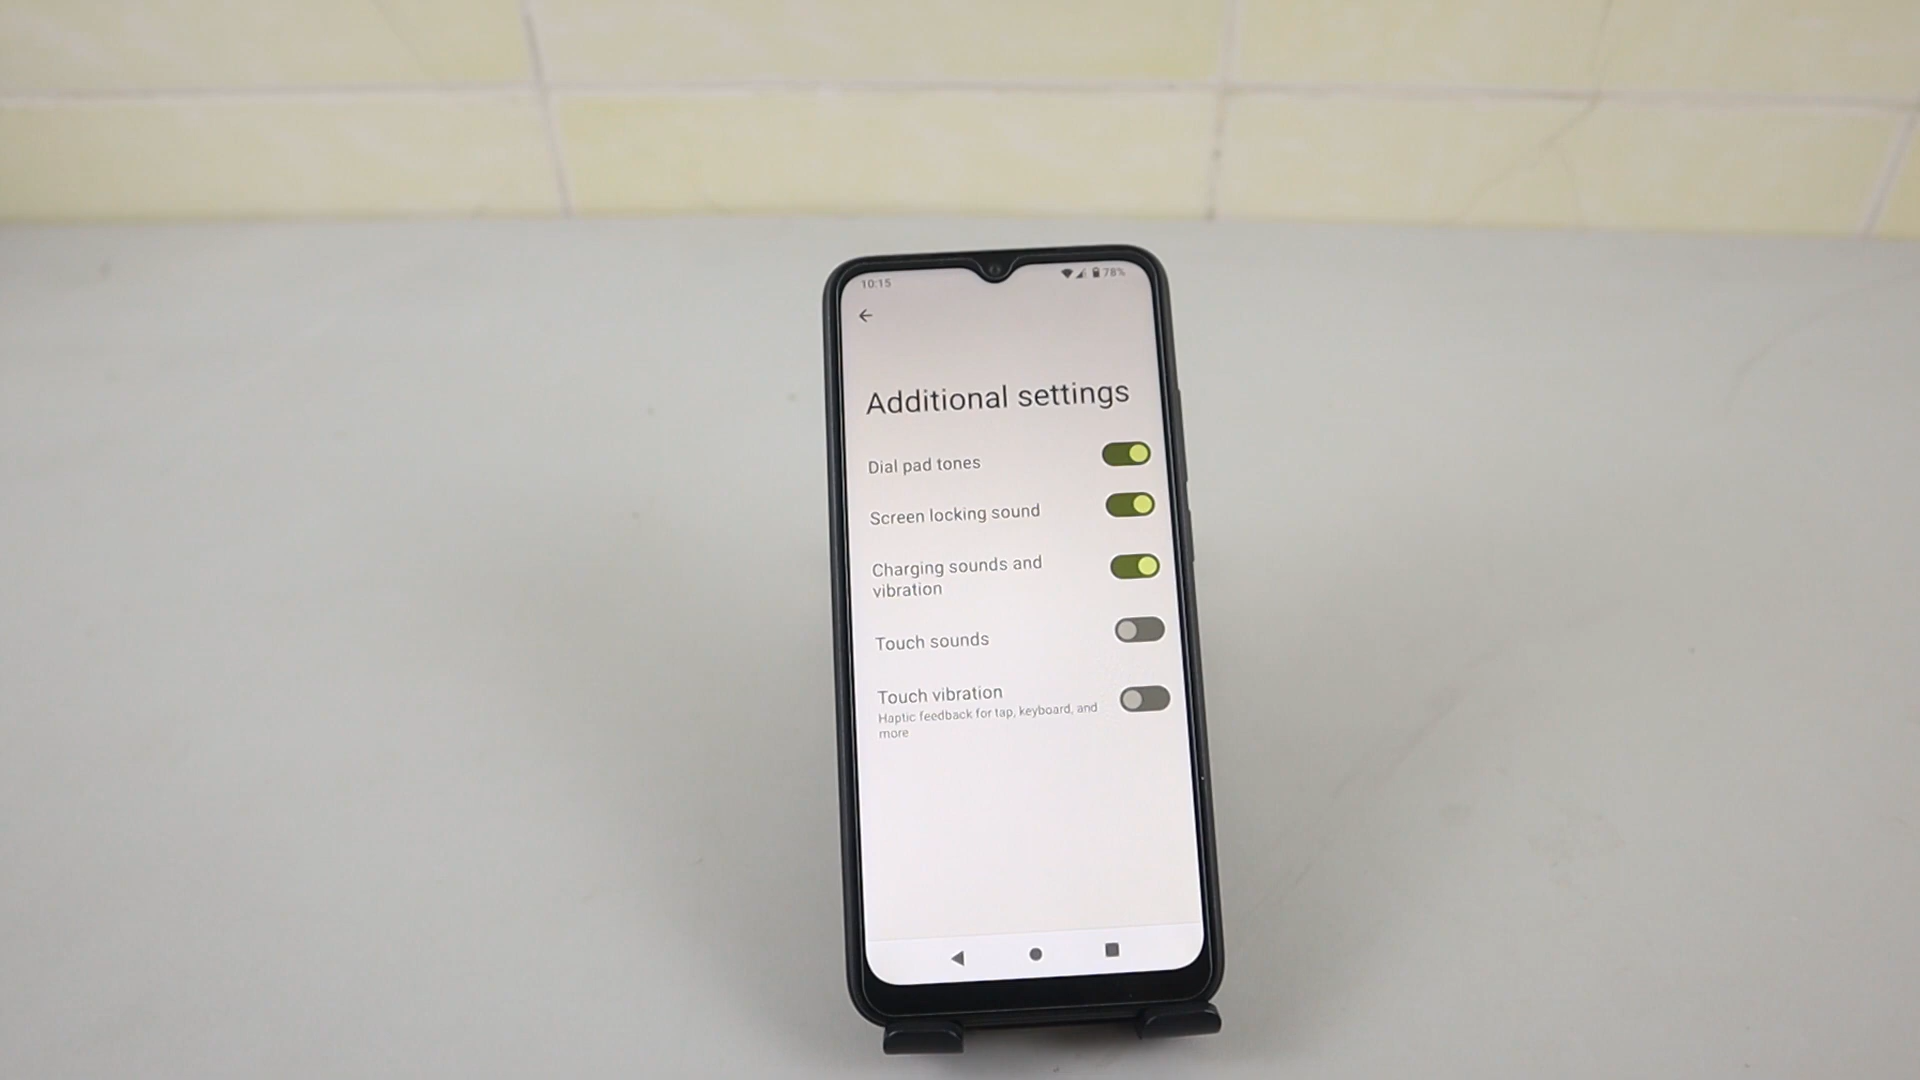 10:15
78%
Additional settings
Dial pad tones
Screen locking sound
Charging sounds and
vibration
Touch sounds
Touch vibration
Haptic feedback for tap, keyboard, and
more